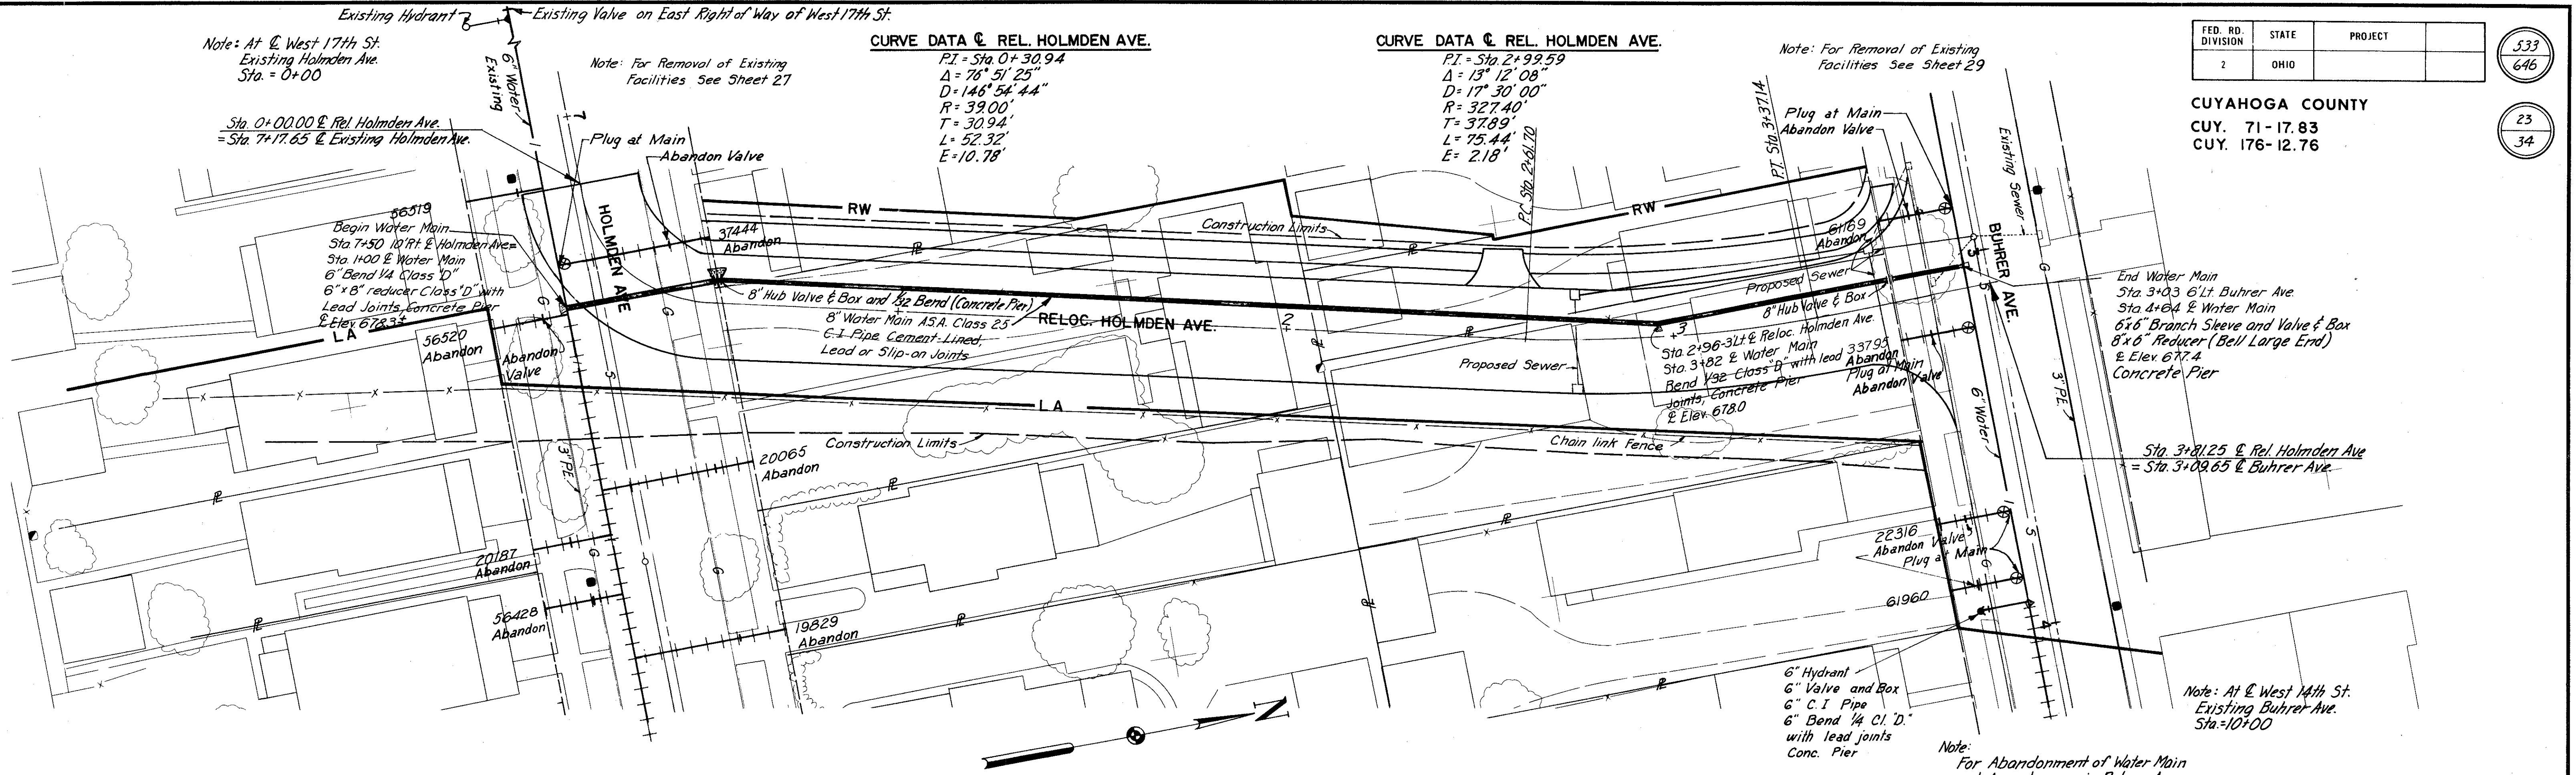 Existing Hydrant
Existing Valve on East Right of Way of West 17th St.
Note: At ℄ West 17th St.
Existing Holmden Ave.
Sta. = 0+00
6" Water
Existing
Note: For Removal of Existing
Facilities See Sheet 27
CURVE DATA ℄ REL. HOLMDEN AVE.
P.I. = Sta. 0+30.94
Δ = 76° 51' 25"
D = 146° 54' 44"
R = 39.00'
T = 30.94'
L = 52.32'
E = 10.78'
CURVE DATA ℄ REL. HOLMDEN AVE.
P.I. = Sta. 2+99.59
Δ = 13° 12' 08"
D = 17° 30' 00"
R = 327.40'
T = 37.89'
L = 75.44'
E = 2.18'
Note: For Removal of Existing
Facilities See Sheet 29
FED. RD. DIVISION
STATE
PROJECT
2
OHIO
533
646
CUYAHOGA COUNTY
CUY. 71-17.83
CUY. 176-12.76
23
34
Sta. 0+00.00 ℄ Rel. Holmden Ave.
= Sta. 7+17.65 ℄ Existing Holmden Ave.
Plug at Main
Abandon Valve
P.C. Sta. 2+61.70
P.T. Sta. 3+37.14
Plug at Main
Abandon Valve
Existing Sewer
56519
Begin Water Main
Sta 7+50 10' Rt ℄ Holmden Ave=
Sta. 1+00 ℄ Water Main
6" Bend 1/4 Class "D"
6" x 8" reducer Class "D" with
Lead Joints, Concrete Pier
℄ Elev. 678.3±
LA
HOLMDEN AVE
37444
Abandon
RW
RW
Construction Limits
61169
Abandon
BUHRER AVE.
Proposed Sewer
8" Hub Valve & Box
8" Hub Valve & Box and 1/32 Bend (Concrete Pier)
8" Water Main A.S.A. Class 25
C.I. Pipe Cement-Lined,
Lead or Slip-on Joints
RELOC. HOLMDEN AVE.
2
3
Sta. 2+96-3Lt ℄ Reloc. Holmden Ave.
Sta. 3+82 ℄ Water Main
Bend 1/32 Class "D" with lead
Joints, Concrete Pier
℄ Elev. 678.0
33795
Abandon
Plug at Main
Abandon Valve
Proposed Sewer
End Water Main
Sta. 3+03 6' Lt. Buhrer Ave.
Sta. 4+64 ℄ Water Main
6"x6" Branch Sleeve and Valve & Box
8"x6" Reducer (Bell Large End)
℄ Elev. 677.4
Concrete Pier
56520
Abandon
Abandon
Valve
LA
3" P.E.
6" Water
3" P.E.
Construction Limits
20065
Abandon
Chain link Fence
Sta. 3+81.25 ℄ Rel. Holmden Ave
= Sta. 3+09.65 ℄ Buhrer Ave.
20187
Abandon
56428
Abandon
19829
Abandon
22316
Abandon Valve
Plug at Main
61960
6" Hydrant
6" Valve and Box
6" C.I Pipe
6" Bend 1/4 Cl. "D."
with lead joints
Conc. Pier
Note: At ℄ West 14th St.
Existing Buhrer Ave.
Sta.=10+00
N
Note:
For Abandonment of Water Main